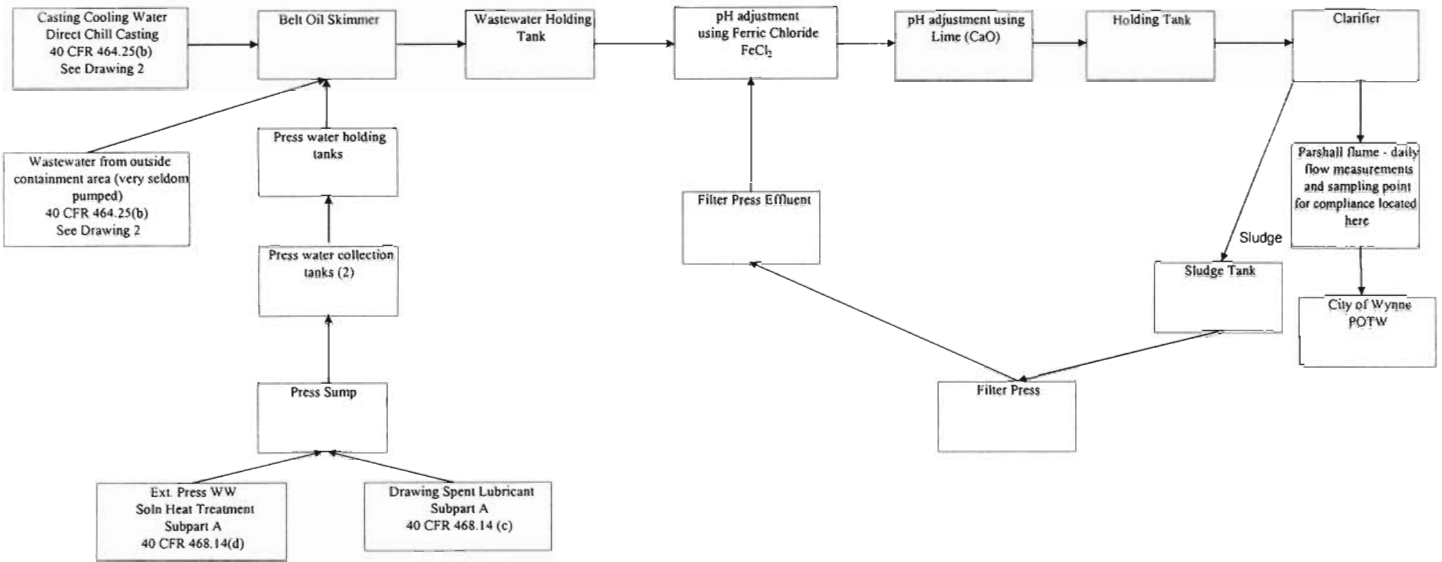 Casting Cooling Water
Direct Chill Casting
40 CFR 464.25(b)
See Drawing 2
Belt Oil Skimmer
Wastewater Holding
Tank
pH adjustment
using Ferric Chloride
FeCl₂
pH adjustment using
Lime (CaO)
Holding Tank
Clarifier
Wastewater from outside
containment area (very seldom
pumped)
40 CFR 464.25(b)
See Drawing 2
Press water holding
tanks
Press water collection
tanks (2)
Press Sump
Ext. Press WW
Soln Heat Treatment
Subpart A
40 CFR 468.14(d)
Drawing Spent Lubricant
Subpart A
40 CFR 468.14 (c)
Filter Press Effluent
Filter Press
Sludge
Sludge Tank
Parshall flume - daily
flow measurements
and sampling point
for compliance located
here
City of Wynne
POTW